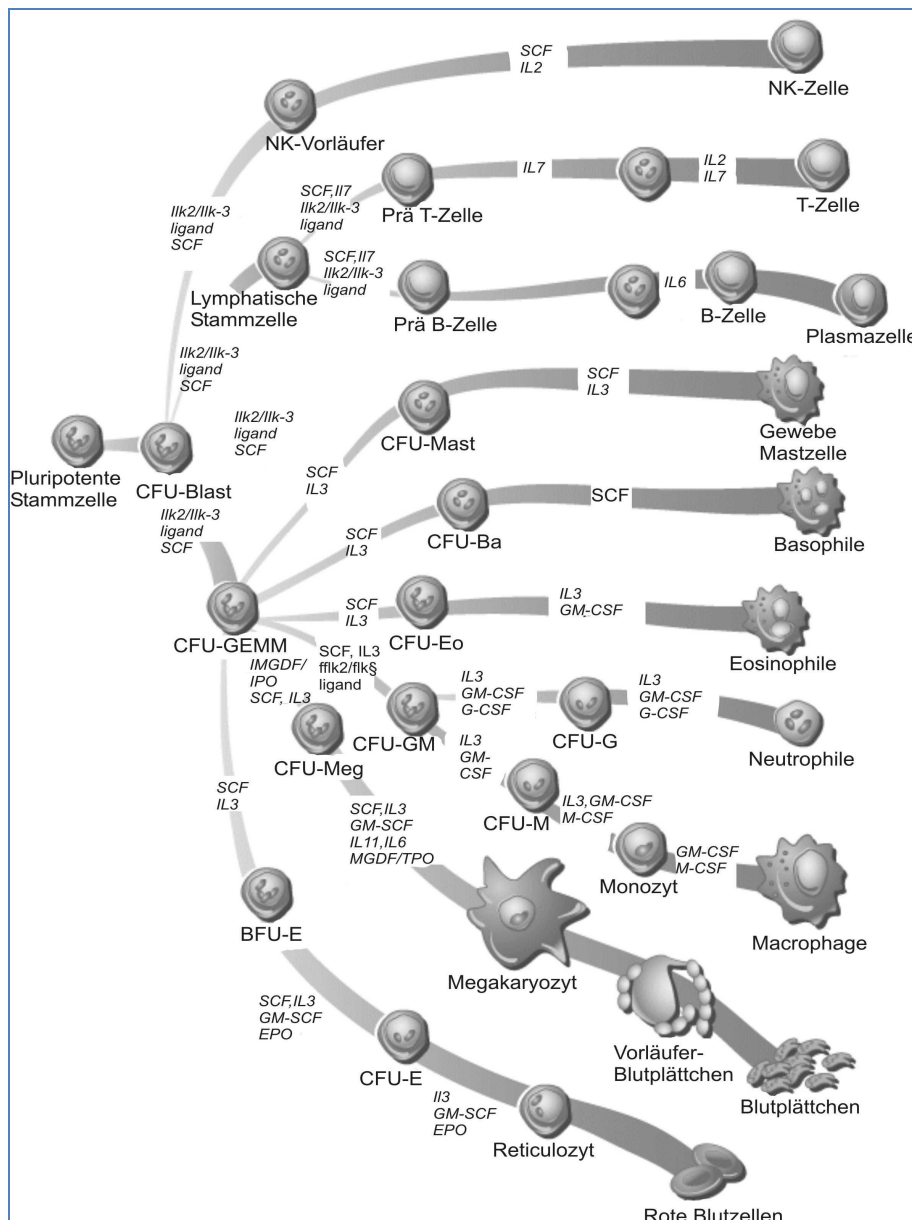 SCF
IL2
NK-Zelle
NK-Vorläufer
Ilk2/Ilk-3
ligand
SCF
SCF,Il7
Ilk2/Ilk-3
ligand
Prä T-Zelle
IL7
IL2
IL7
T-Zelle
SCF,Il7
Ilk2/Ilk-3
ligand
Lymphatische
Stammzelle
Prä B-Zelle
IL6
B-Zelle
Plasmazelle
Ilk2/Ilk-3
ligand
SCF
Ilk2/Ilk-3
ligand
SCF
Pluripotente
Stammzelle
CFU-Blast
Ilk2/Ilk-3
ligand
SCF
SCF
IL3
CFU-Mast
SCF
IL3
Gewebe
Mastzelle
SCF
IL3
CFU-Ba
SCF
Basophile
CFU-GEMM
SCF
IL3
CFU-Eo
IL3
GM-CSF
Eosinophile
IMGDF/
IPO
SCF, IL3
SCF, IL3
fflk2/flk§
ligand
CFU-GM
IL3
GM-CSF
G-CSF
CFU-G
IL3
GM-CSF
G-CSF
Neutrophile
CFU-Meg
IL3
GM-
CSF
CFU-M
IL3,GM-CSF
M-CSF
Monozyt
GM-CSF
M-CSF
Macrophage
SCF,IL3
GM-SCF
IL11,IL6
MGDF/TPO
Megakaryozyt
Vorläufer-
Blutplättchen
Blutplättchen
SCF
IL3
BFU-E
SCF,IL3
GM-SCF
EPO
CFU-E
Il3
GM-SCF
EPO
Reticulozyt
Rote Blutzellen